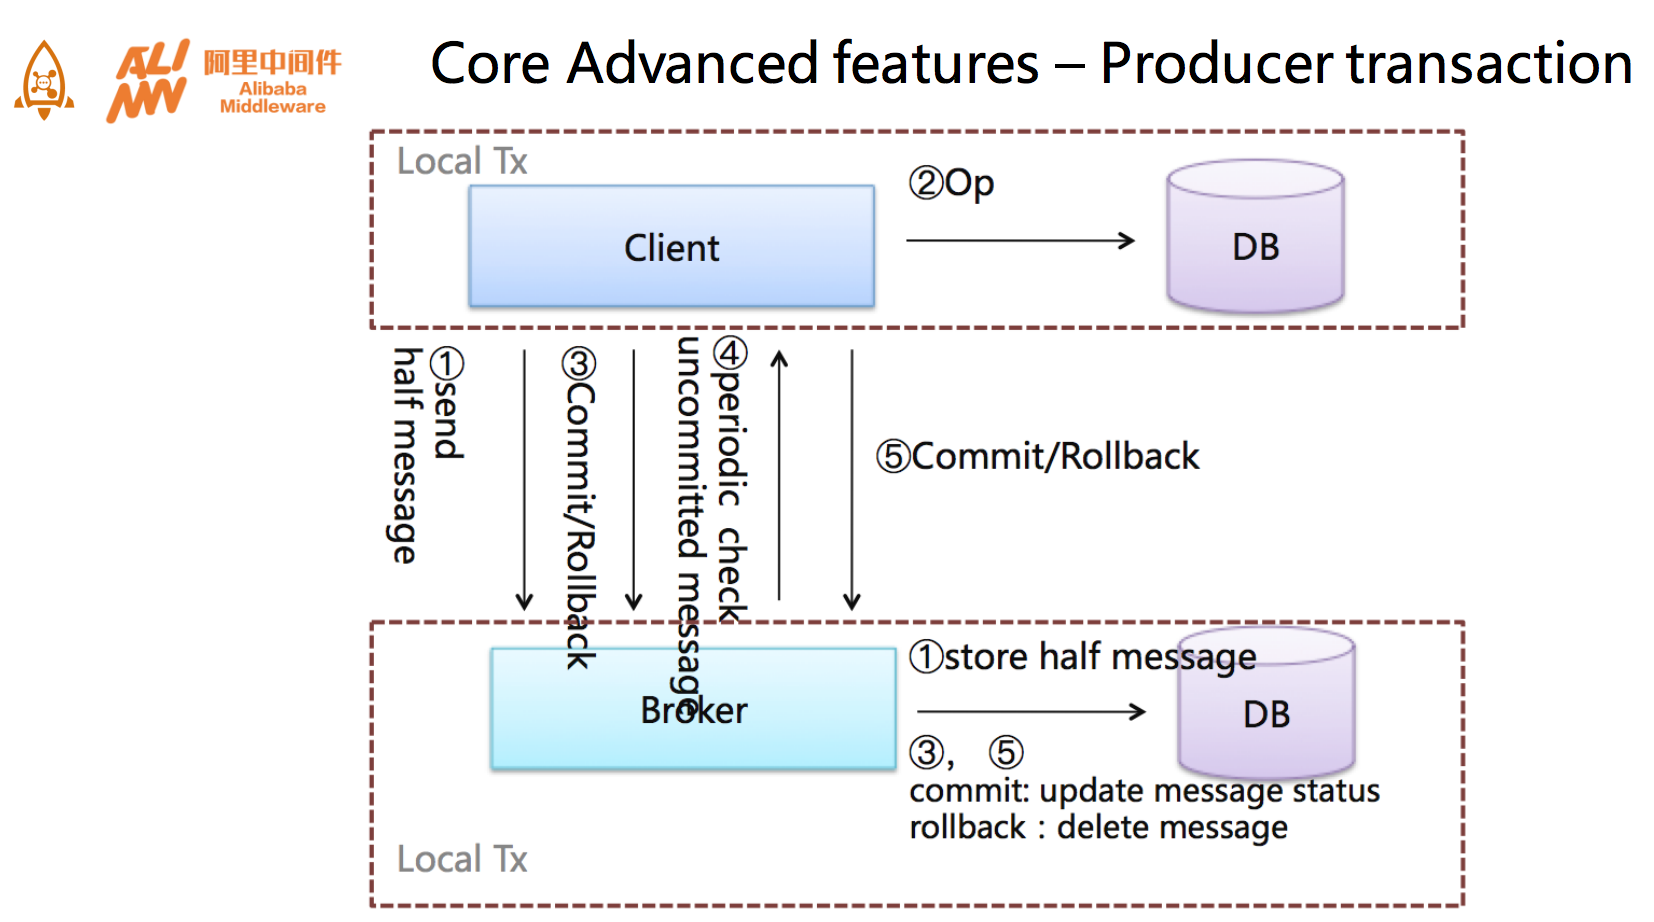 阿里中间件
Alibaba
Middleware
Core Advanced features – Producer transaction
Local Tx
Client
②Op
DB
①send
half message
③Commit/Rollback
④periodic check
uncommitted message
⑤Commit/Rollback
Broker
①store half message
DB
③, ⑤
commit: update message status
rollback：delete message
Local Tx